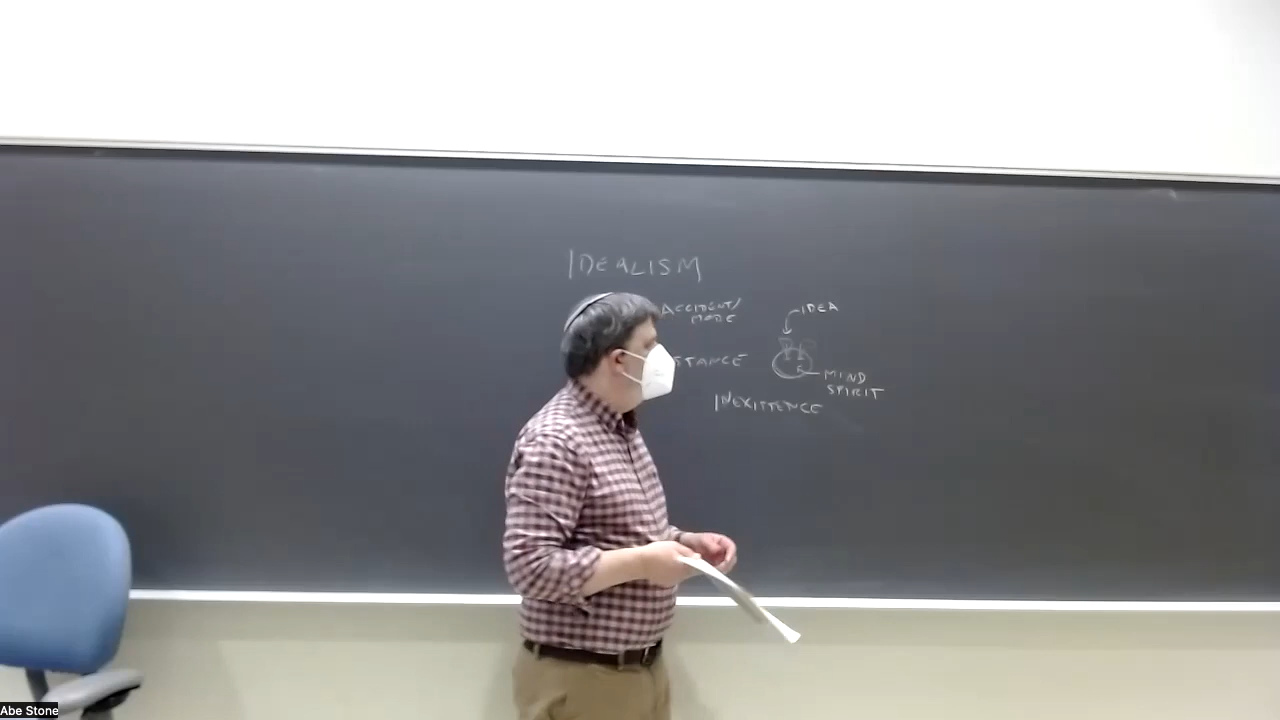 IDEALISM
ACCIDENT/
MODE
IDEA
STANCE
MIND
SPIRIT
INEXISTENCE
Abe Stone